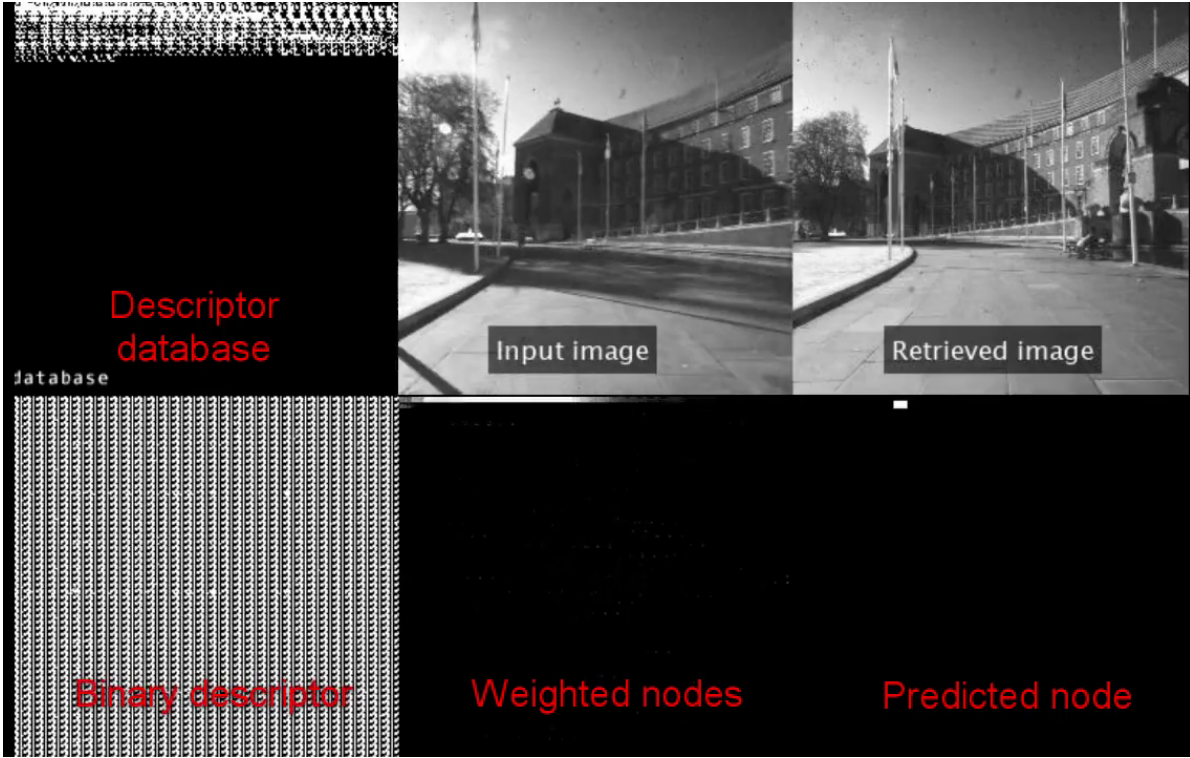 Descriptor
database
database
Input image
Retrieved image
Binary descriptor
Weighted nodes
Predicted node